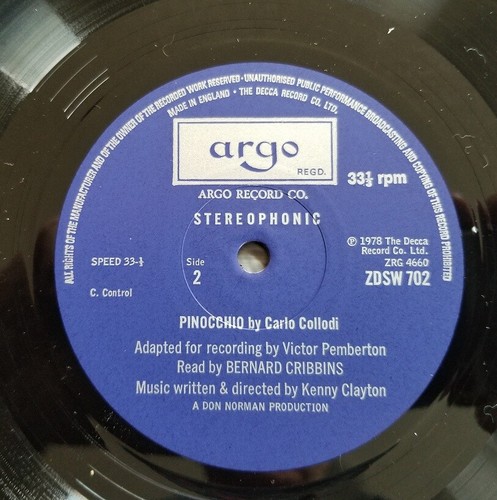 ALL RIGHTS OF THE MANUFACTURER AND OF THE OWNER OF THE RECORDED WORK RESERVED · UNAUTHORISED PUBLIC PERFORMANCE BROADCASTING AND COPYING OF THIS RECORD PROHIBITED
MADE IN ENGLAND · THE DECCA RECORD CO. LTD.
argo
REGD.
33⅓ rpm
ARGO RECORD CO.
STEREOPHONIC
SPEED 33-⅓
Side
2
℗ 1978 The Decca
Record Co. Ltd.
ZRG 4660
ZDSW 702
C. Control
PINOCCHIO by Carlo Collodi
Adapted for recording by Victor Pemberton
Read by BERNARD CRIBBINS
Music written & directed by Kenny Clayton
A DON NORMAN PRODUCTION